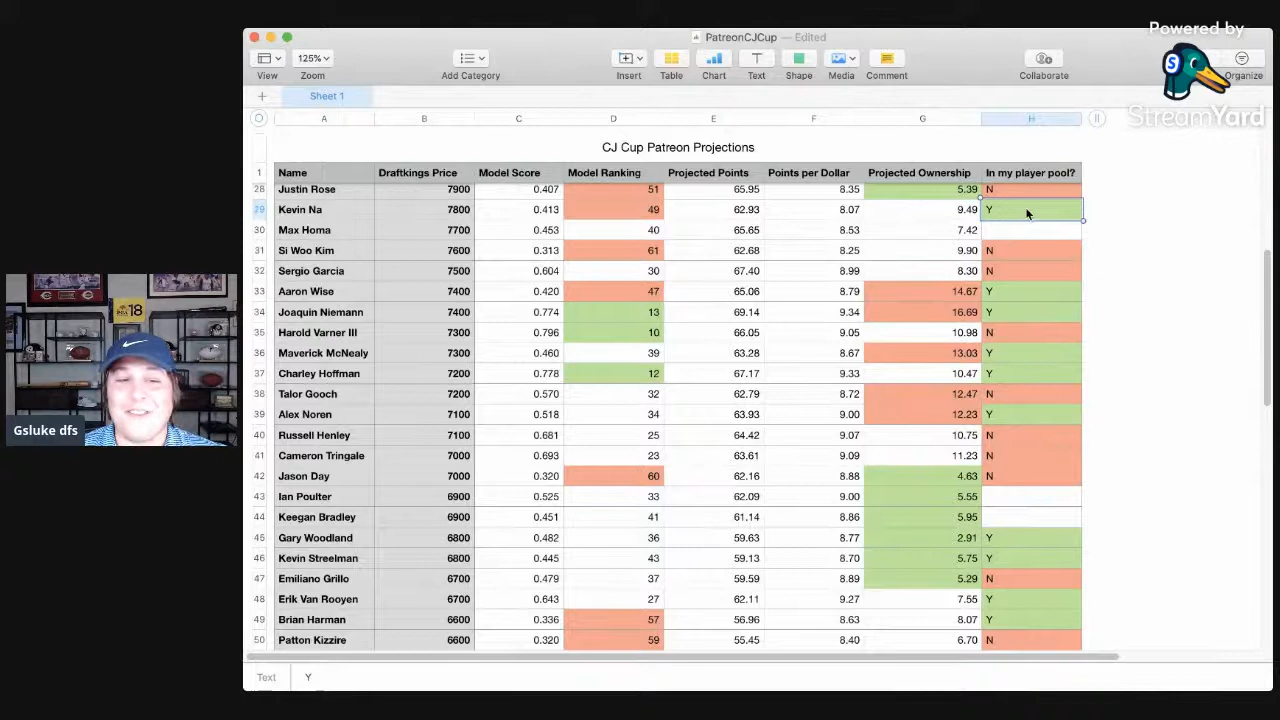 Powered by
StreamYard
PatreonCJCup — Edited
125%
View Zoom Add Category Insert Table Chart Text Shape Media Comment Collaborate Organize
Sheet 1
A B C D E F G H
CJ Cup Patreon Projections
1 Name Draftkings Price Model Score Model Ranking Projected Points Points per Dollar Projected Ownership In my player pool?
28 Justin Rose 7900 0.407 51 65.95 8.35 5.39 N
29 Kevin Na 7800 0.413 49 62.93 8.07 9.49 Y
30 Max Homa 7700 0.453 40 65.65 8.53 7.42
31 Si Woo Kim 7600 0.313 61 62.68 8.25 9.90 N
32 Sergio Garcia 7500 0.604 30 67.40 8.99 8.30 N
33 Aaron Wise 7400 0.420 47 65.06 8.79 14.67 Y
34 Joaquin Niemann 7400 0.774 13 69.14 9.34 16.69 Y
35 Harold Varner III 7300 0.796 10 66.05 9.05 10.98 N
36 Maverick McNealy 7300 0.460 39 63.28 8.67 13.03 Y
37 Charley Hoffman 7200 0.778 12 67.17 9.33 10.47 Y
38 Talor Gooch 7200 0.570 32 62.79 8.72 12.47 N
39 Alex Noren 7100 0.518 34 63.93 9.00 12.23 Y
40 Russell Henley 7100 0.681 25 64.42 9.07 10.75 N
41 Cameron Tringale 7000 0.693 23 63.61 9.09 11.23 N
42 Jason Day 7000 0.320 60 62.16 8.88 4.63 N
43 Ian Poulter 6900 0.525 33 62.09 9.00 5.55
44 Keegan Bradley 6900 0.451 41 61.14 8.86 5.95
45 Gary Woodland 6800 0.482 36 59.63 8.77 2.91 Y
46 Kevin Streelman 6800 0.445 43 59.13 8.70 5.75 Y
47 Emiliano Grillo 6700 0.479 37 59.59 8.89 5.29 N
48 Erik Van Rooyen 6700 0.643 27 62.11 9.27 7.55 Y
49 Brian Harman 6600 0.336 57 56.96 8.63 8.07 Y
50 Patton Kizzire 6600 0.320 59 55.45 8.40 6.70 N
Text Y
18
Gsluke dfs